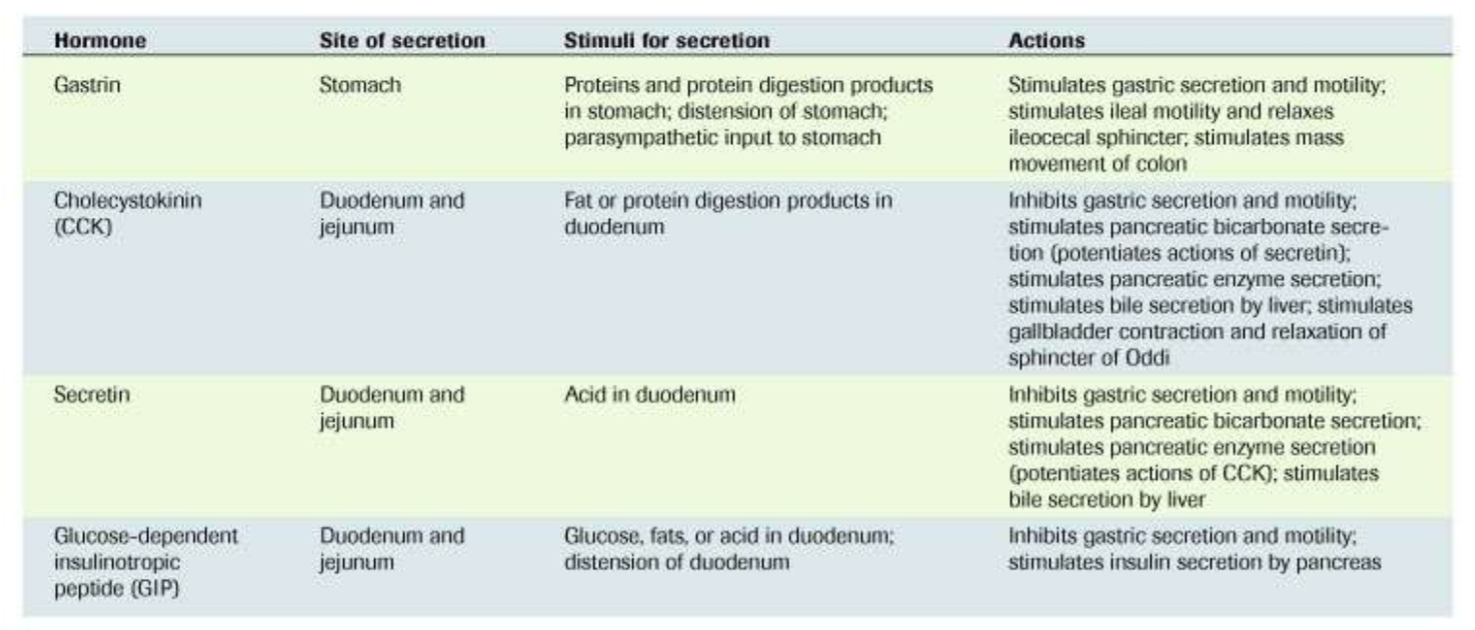 Hormone Site of secretion Stimuli for secretion Actions
Gastrin Stomach Proteins and protein digestion products Stimulates gastric secretion and motility;
in stomach; distension of stomach; stimulates ileal motility and relaxes
parasympathetic input to stomach ileocecal sphincter; stimulates mass
movement of colon
Cholecystokinin Duodenum and Fat or protein digestion products in Inhibits gastric secretion and motility;
(CCK) jejunum duodenum stimulates pancreatic bicarbonate secre-
tion (potentiates actions of secretin);
stimulates pancreatic enzyme secretion;
stimulates bile secretion by liver; stimulates
gallbladder contraction and relaxation of
sphincter of Oddi
Secretin Duodenum and Acid in duodenum Inhibits gastric secretion and motility;
jejunum stimulates pancreatic bicarbonate secretion;
stimulates pancreatic enzyme secretion
(potentiates actions of CCK); stimulates
bile secretion by liver
Glucose-dependent Duodenum and Glucose, fats, or acid in duodenum; Inhibits gastric secretion and motility;
insulinotropic jejunum distension of duodenum stimulates insulin secretion by pancreas
peptide (GIP)